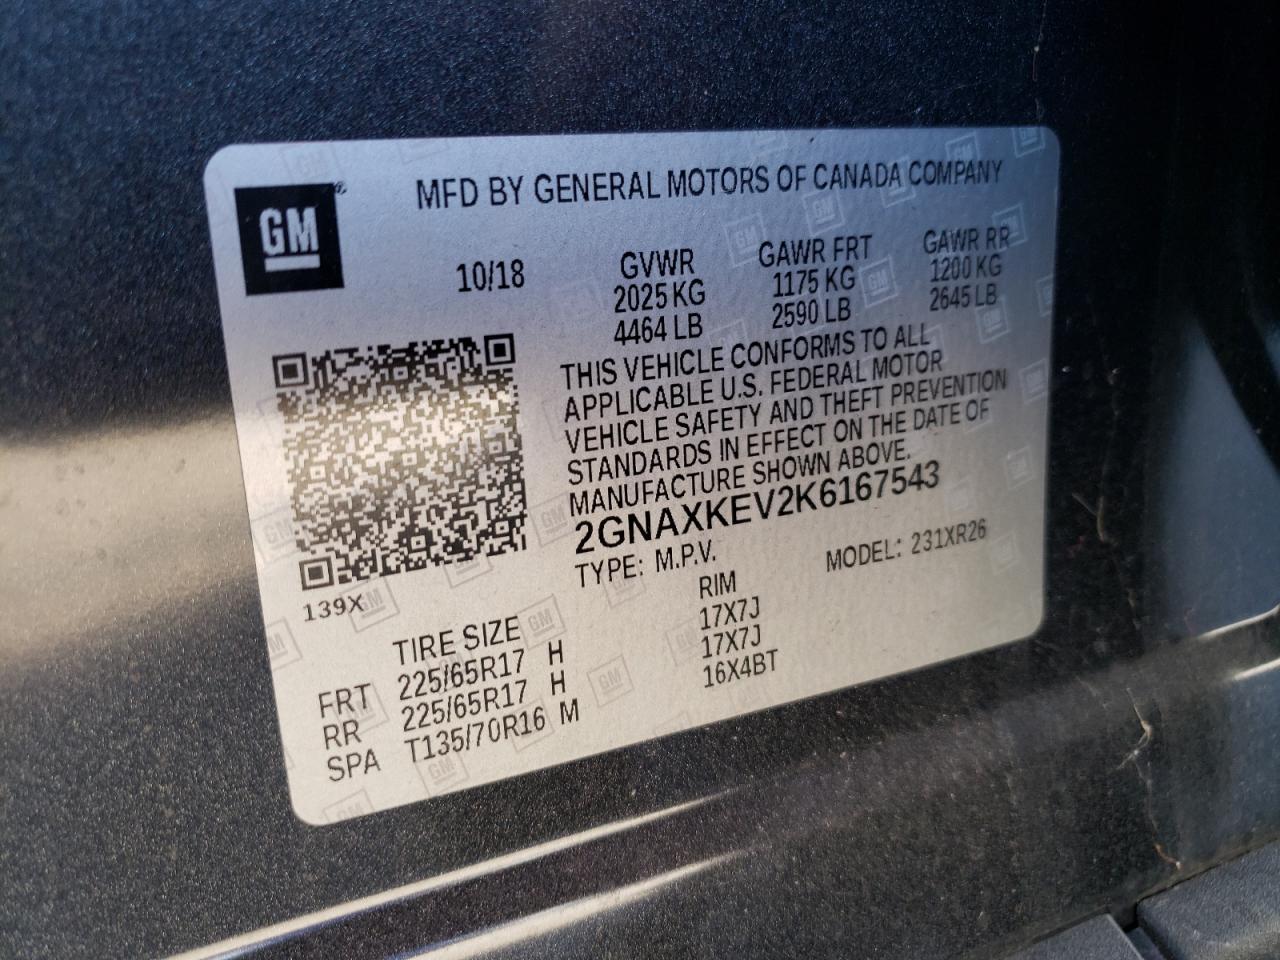 GM
MFD BY GENERAL MOTORS OF CANADA COMPANY
10/18
GVWR GAWR FRT GAWR RR
2025 KG 1175 KG 1200 KG
4464 LB 2590 LB 2645 LB
THIS VEHICLE CONFORMS TO ALL
APPLICABLE U.S. FEDERAL MOTOR
VEHICLE SAFETY AND THEFT PREVENTION
STANDARDS IN EFFECT ON THE DATE OF
MANUFACTURE SHOWN ABOVE.
2GNAXKEV2K6167543
TYPE: M.P.V. MODEL: 231XR26
139X
TIRE SIZE RIM
FRT 225/65R17 H 17X7J
RR 225/65R17 H 17X7J
SPA T135/70R16 M 16X4BT